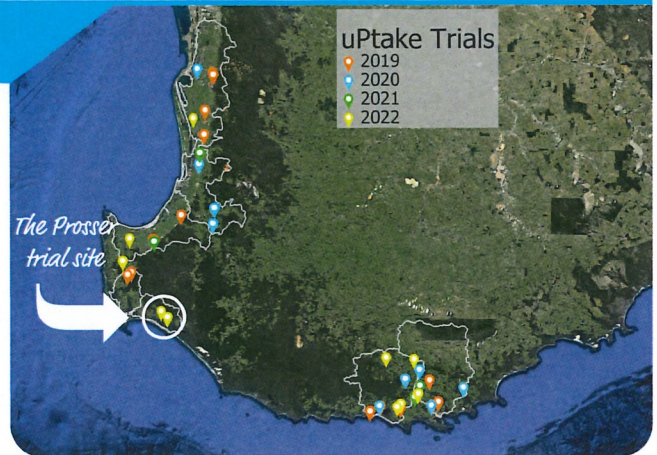 uPtake Trials
2019
2020
2021
2022
The Prosser
trial site